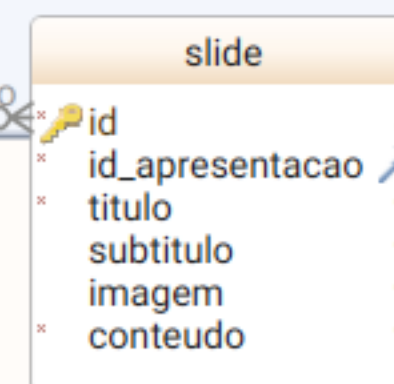 slide
id
id_apresentacao
titulo
subtitulo
imagem
conteudo